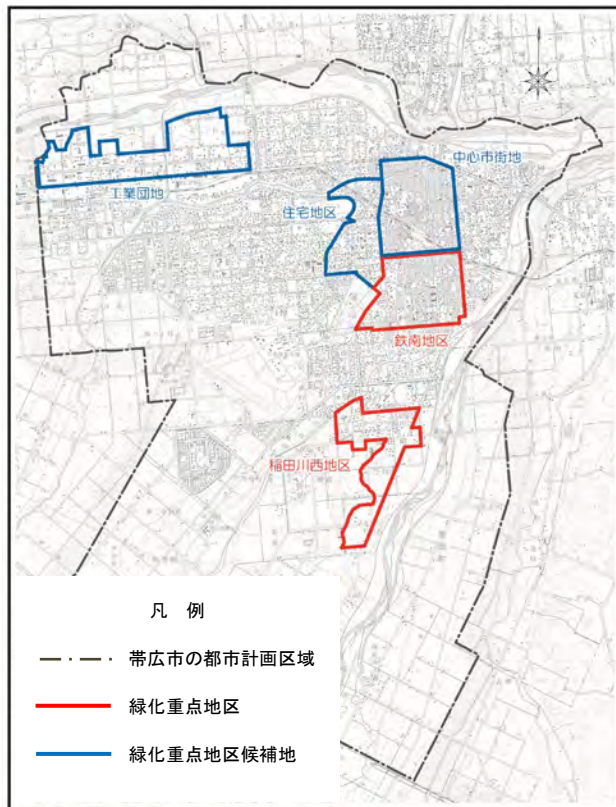 中心市街地
工業団地
住宅地区
鉄南地区
稲田川西地区
凡 例
帯広市の都市計画区域
緑化重点地区
緑化重点地区候補地